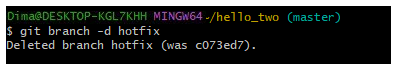 Dima@DESKTOP-KGL7KHH MINGW64 ~/hello_two (master)
$ git branch -d hotfix
Deleted branch hotfix (was c073ed7).